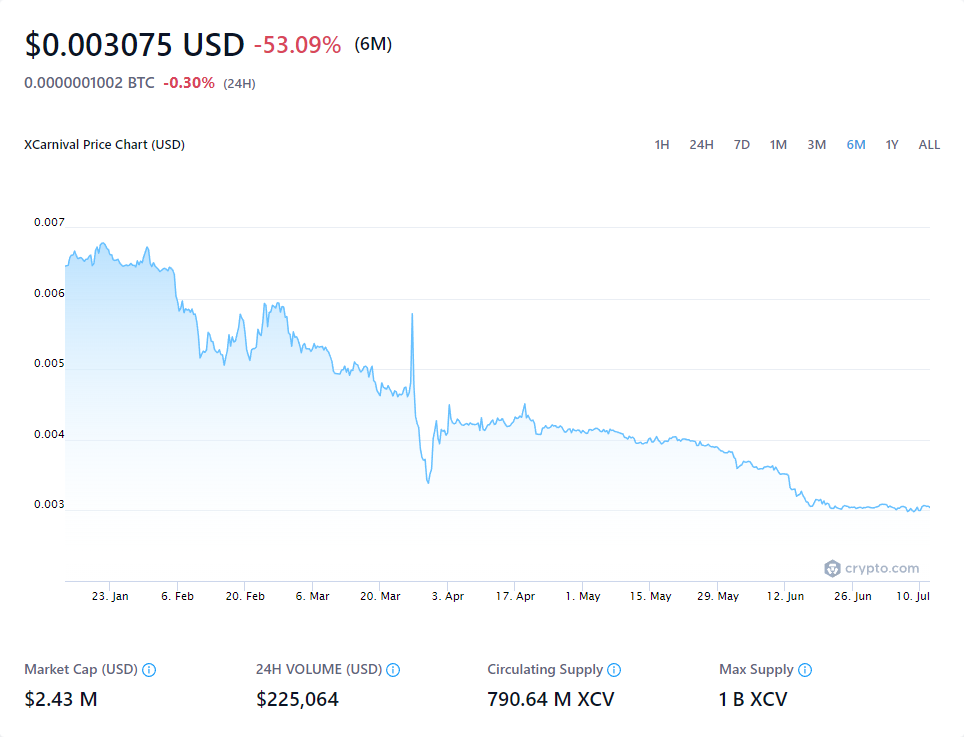 $0.003075 USD -53.09% (6M)
0.0000001002 BTC -0.30% (24H)
XCarnival Price Chart (USD) 1H 24H 7D 1M 3M 6M 1Y ALL
0.007
0.006
0.005
0.004
0.003
crypto.com
23. Jan 6. Feb 20. Feb 6. Mar 20. Mar 3. Apr 17. Apr 1. May 15. May 29. May 12. Jun 26. Jun 10. Jul
Market Cap (USD) 24H VOLUME (USD) Circulating Supply Max Supply
$2.43 M $225,064 790.64 M XCV 1 B XCV